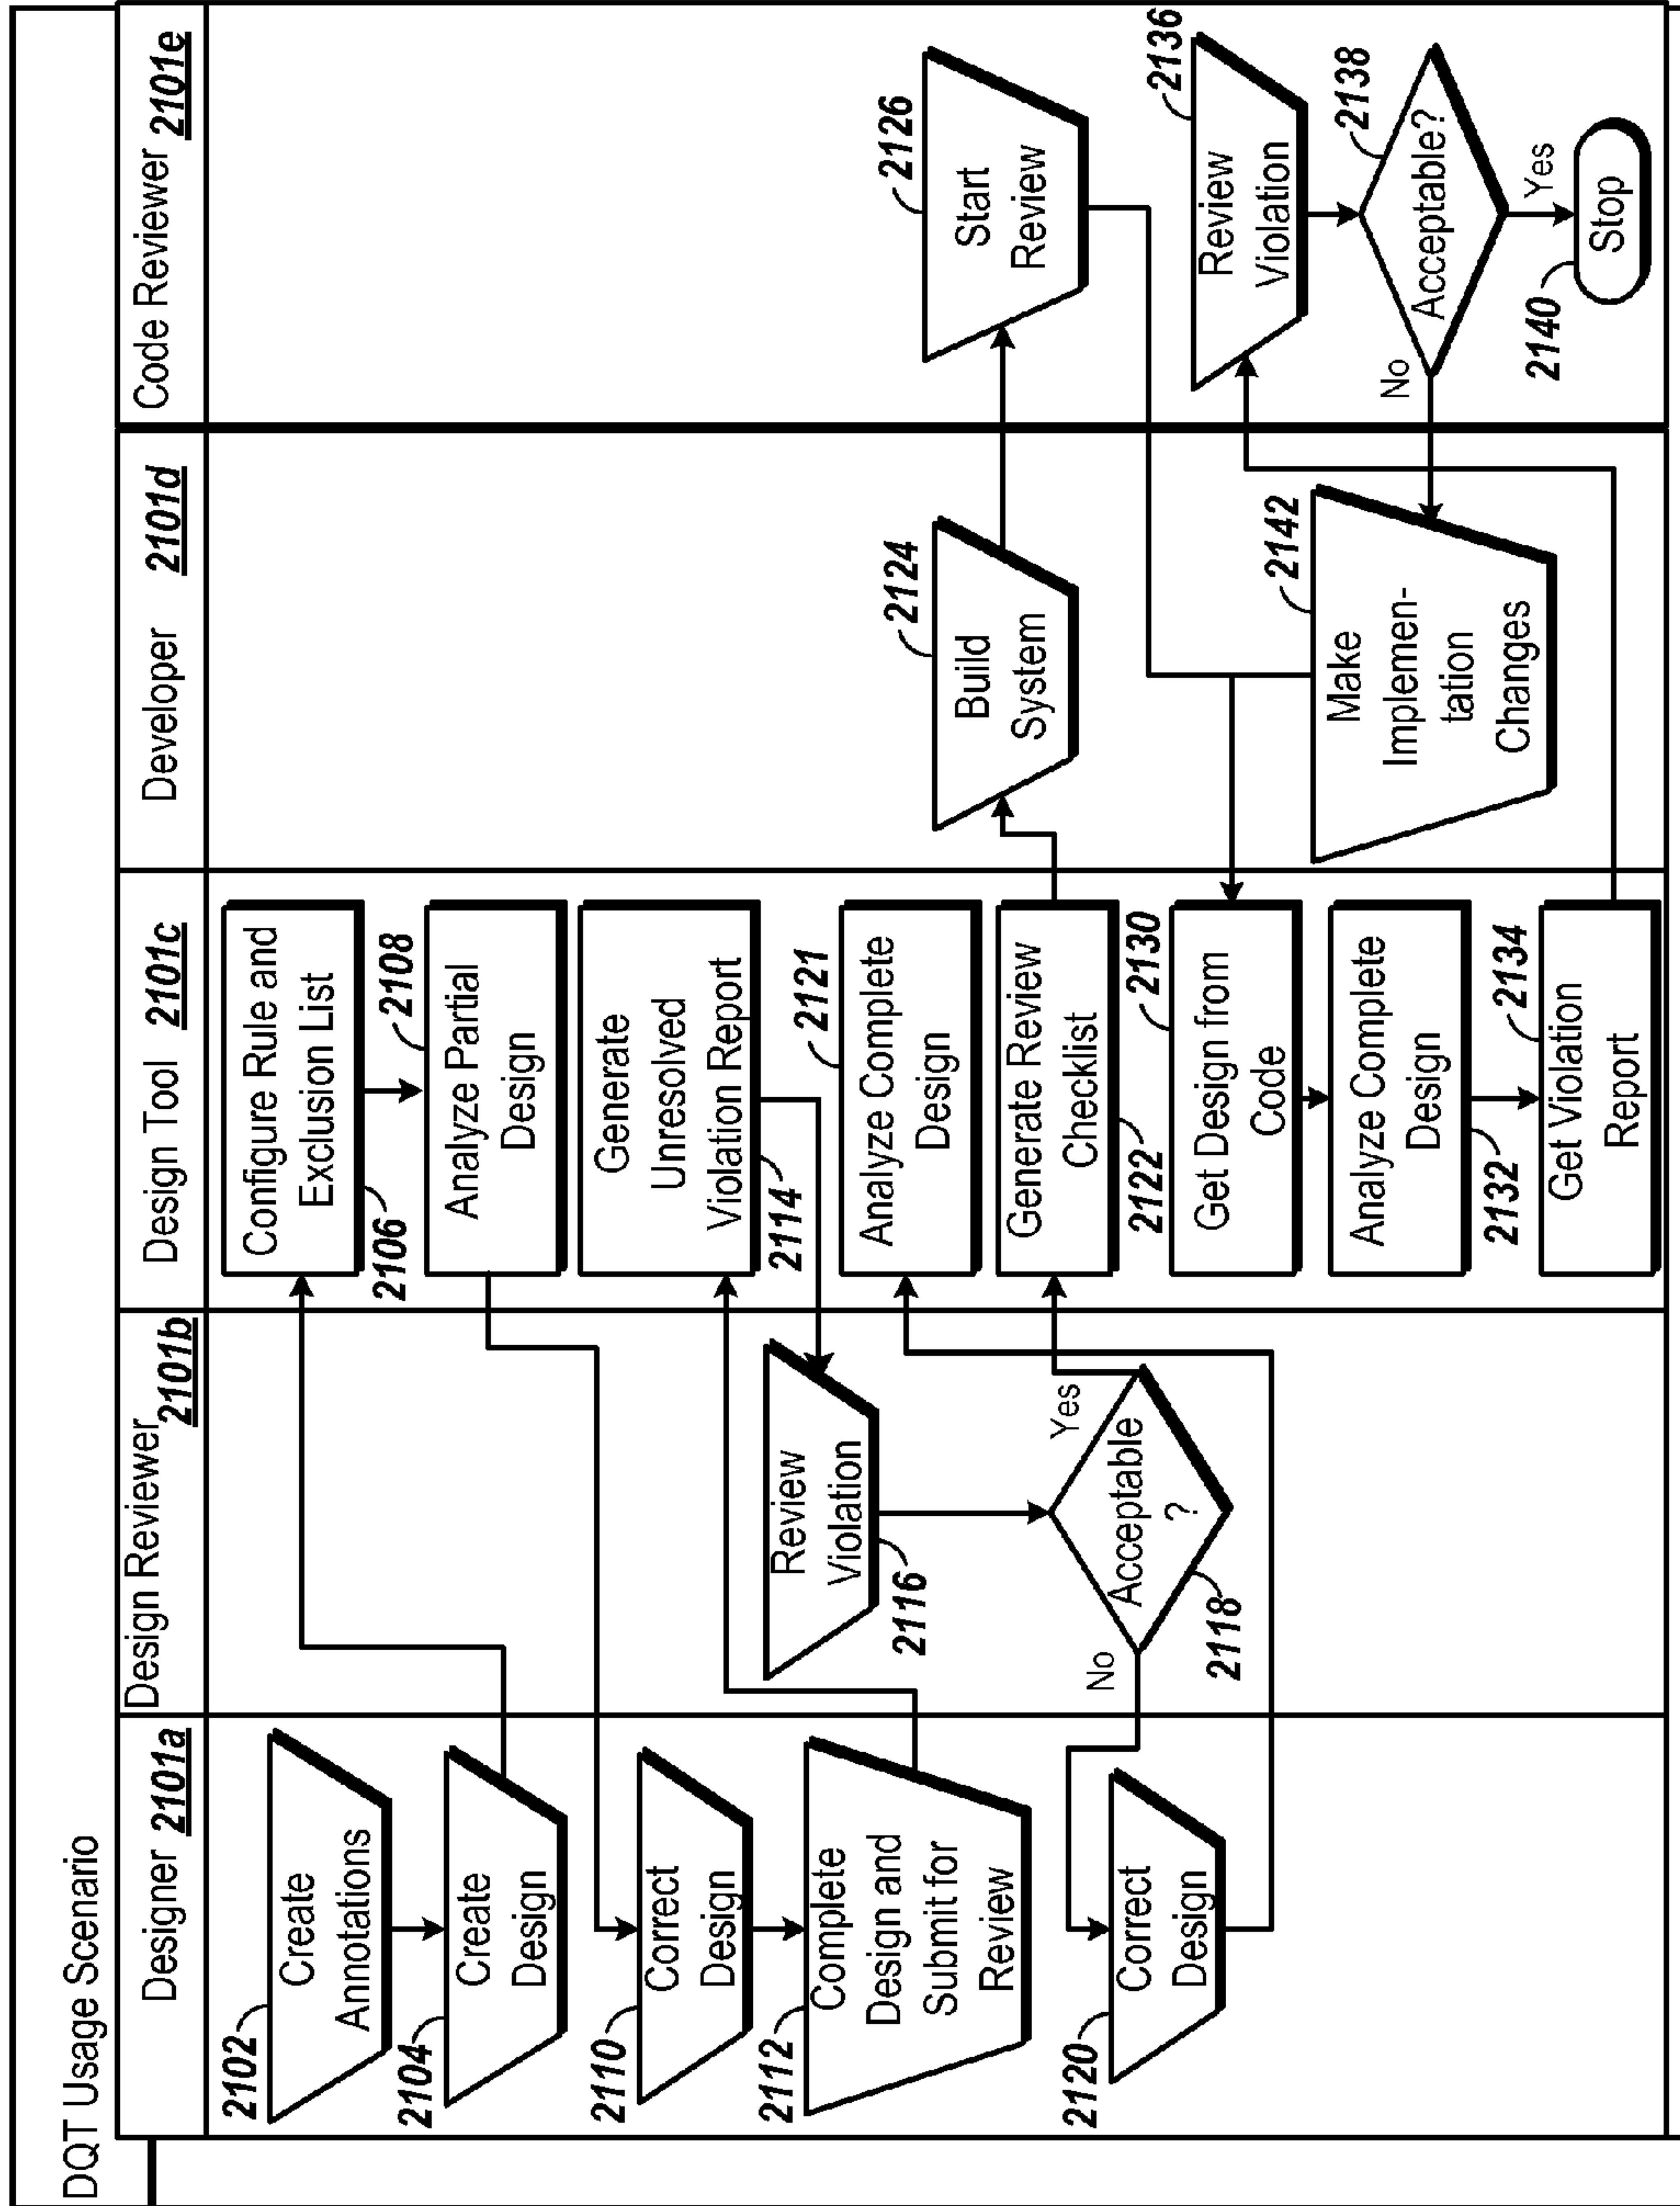 DQT Usage Scenario
Designer 2101a
Design Reviewer
2101b
Design Tool 2101c
Developer 2101d
Code Reviewer 2101e
2102
Create
Annotations
2104
Create
Design
Configure Rule and
Exclusion List
2106
2108
Analyze Partial
Design
2110
Correct
Design
2112
Complete
Design and
Submit for
Review
Generate
Unresolved
Violation Report
2114
Review
Violation
2116
Acceptable
?
2118
Yes
No
2120
Correct
Design
2121
Analyze Complete
Design
Generate Review
Checklist
2122
2124
Build
System
2126
Start
Review
2130
Get Design from
Code
Analyze Complete
Design
2132
2134
Get Violation
Report
2136
Review
Violation
2138
Acceptable?
No
Yes
2140
Stop
2142
Make
Implemen-
tation
Changes